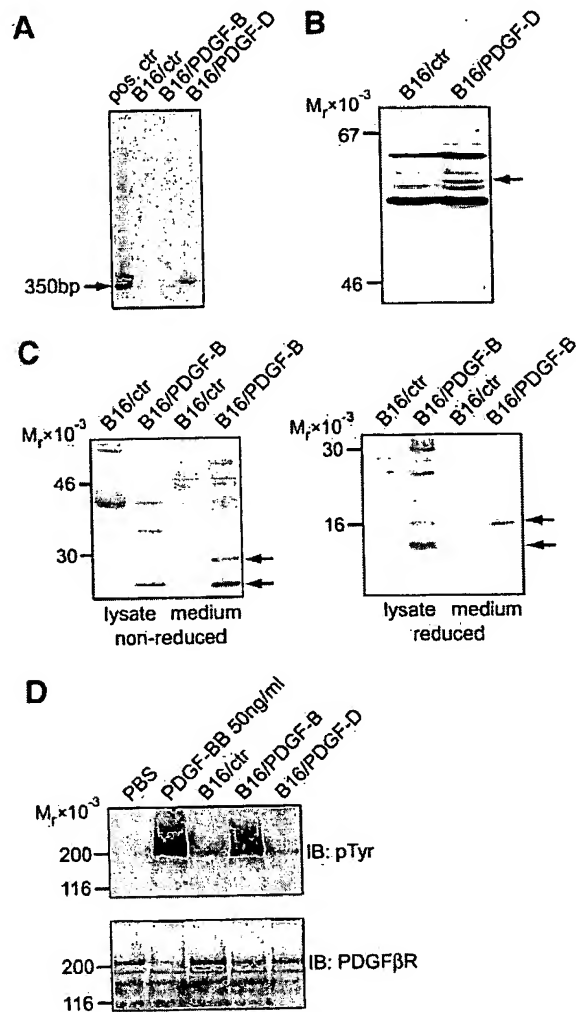 A
pos. ctr
B16/ctr
B16/PDGF-B
B16/PDGF-D
350bp
B
B16/ctr
B16/PDGF-D
Mr×10-3
67
46
C
B16/ctr
B16/PDGF-B
B16/ctr
B16/PDGF-B
Mr×10-3
46
30
lysate medium
non-reduced
B16/ctr
B16/PDGF-B
B16/ctr
B16/PDGF-B
Mr×10-3
30
16
lysate medium
reduced
D
PBS
PDGF-BB 50ng/ml
B16/ctr
B16/PDGF-B
B16/PDGF-D
Mr×10-3
200
116
IB: pTyr
200
116
IB: PDGFβR